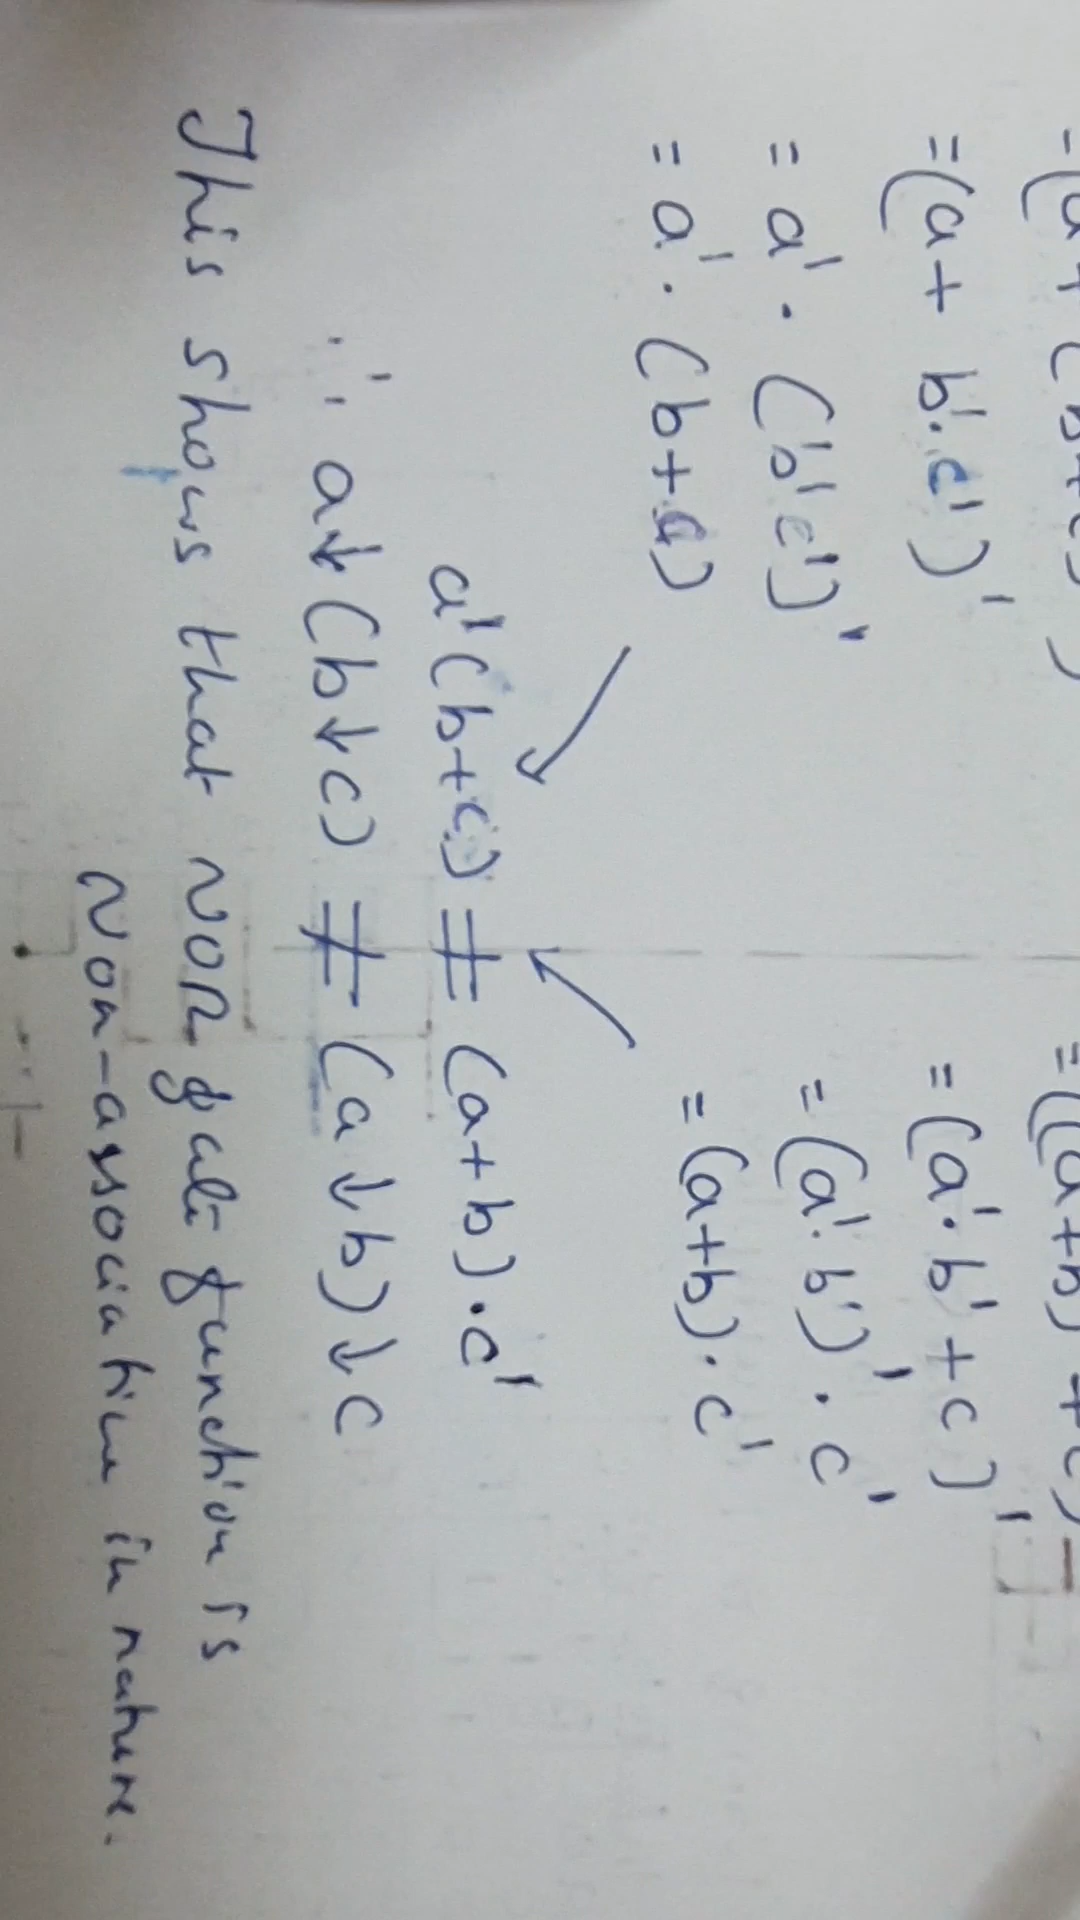 = (a + b'·c')'
= (a'·b' + c)'
= a' · (b'c')'
= (a'·b')' · c'
= a' · (b+c)
= (a+b) · c'
a'(b+c) ≠ (a+b) · c'
∴ a↓(b↓c) ≠ (a↓b)↓c
This shows that NOR gate function is
Non-associative in nature.